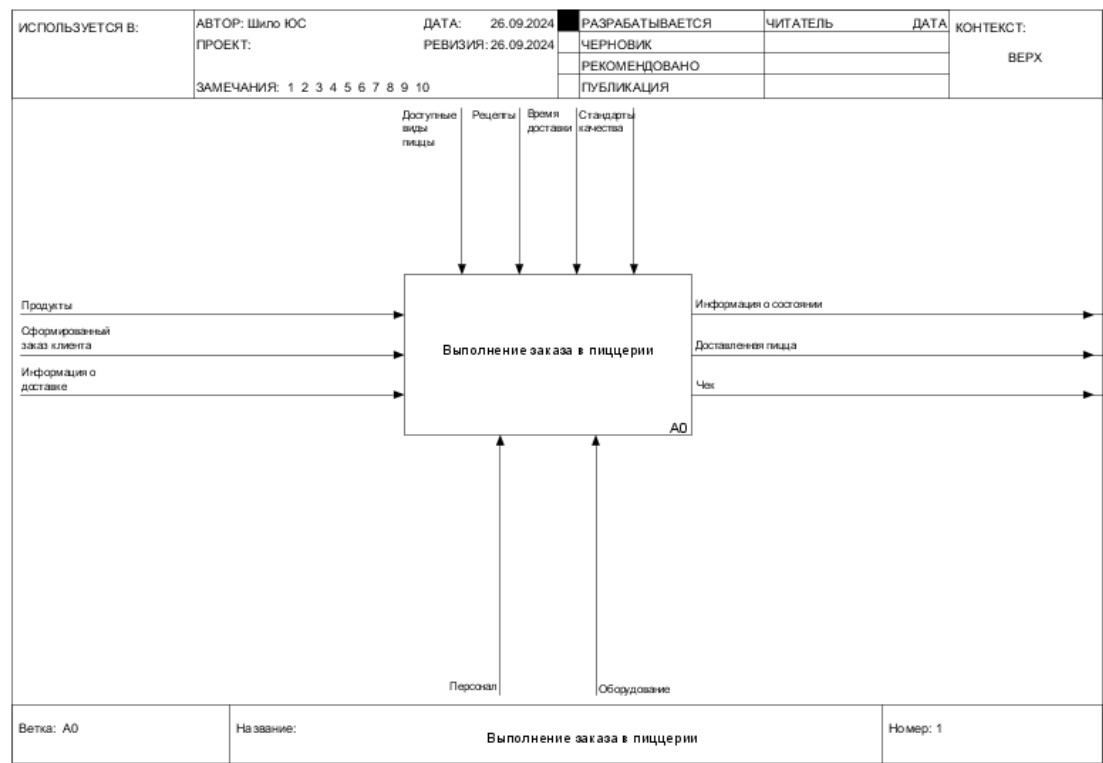 ИСПОЛЬЗУЕТСЯ В:
АВТОР: Шило ЮС
ДАТА: 26.09.2024
ПРОЕКТ:
РЕВИЗИЯ: 26.09.2024
ЗАМЕЧАНИЯ: 1 2 3 4 5 6 7 8 9 10
РАЗРАБАТЫВАЕТСЯ
ЧЕРНОВИК
РЕКОМЕНДОВАНО
ПУБЛИКАЦИЯ
ЧИТАТЕЛЬ
ДАТА
КОНТЕКСТ:
ВЕРХ
Доступные
виды
пиццы
Рецепты
Время
доставки
Стандарты
качества
Продукты
Сформированный
заказ клиента
Информация о
доставке
Выполнение заказа в пиццерии
A0
Информация о состоянии
Доставленная пицца
Чек
Персонал
Оборудование
Ветка: A0
Название:
Выполнение заказа в пиццерии
Номер: 1